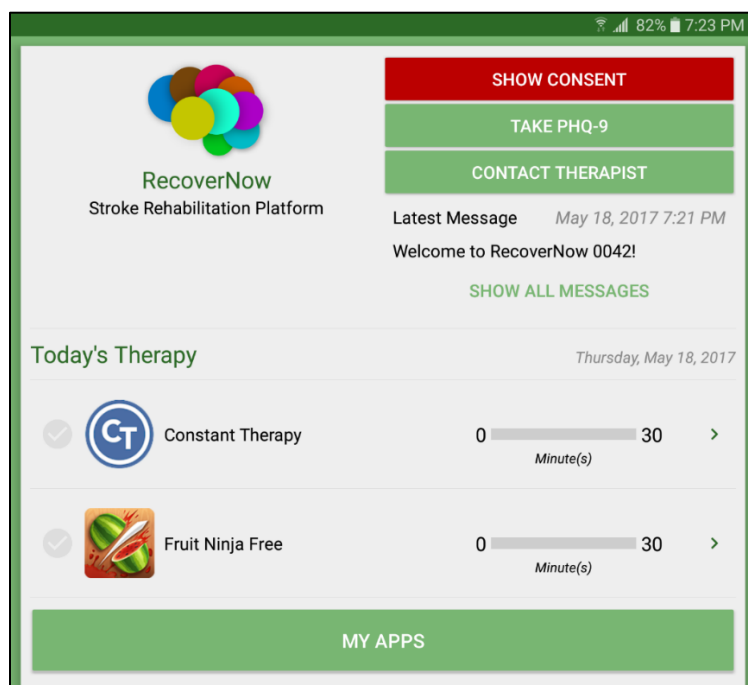 82% 7:23 PM
SHOW CONSENT
TAKE PHQ-9
CONTACT THERAPIST
RecoverNow
Stroke Rehabilitation Platform
Latest Message May 18, 2017 7:21 PM
Welcome to RecoverNow 0042!
SHOW ALL MESSAGES
Today's Therapy Thursday, May 18, 2017
CT Constant Therapy 0 30
Minute(s)
Fruit Ninja Free 0 30
Minute(s)
MY APPS